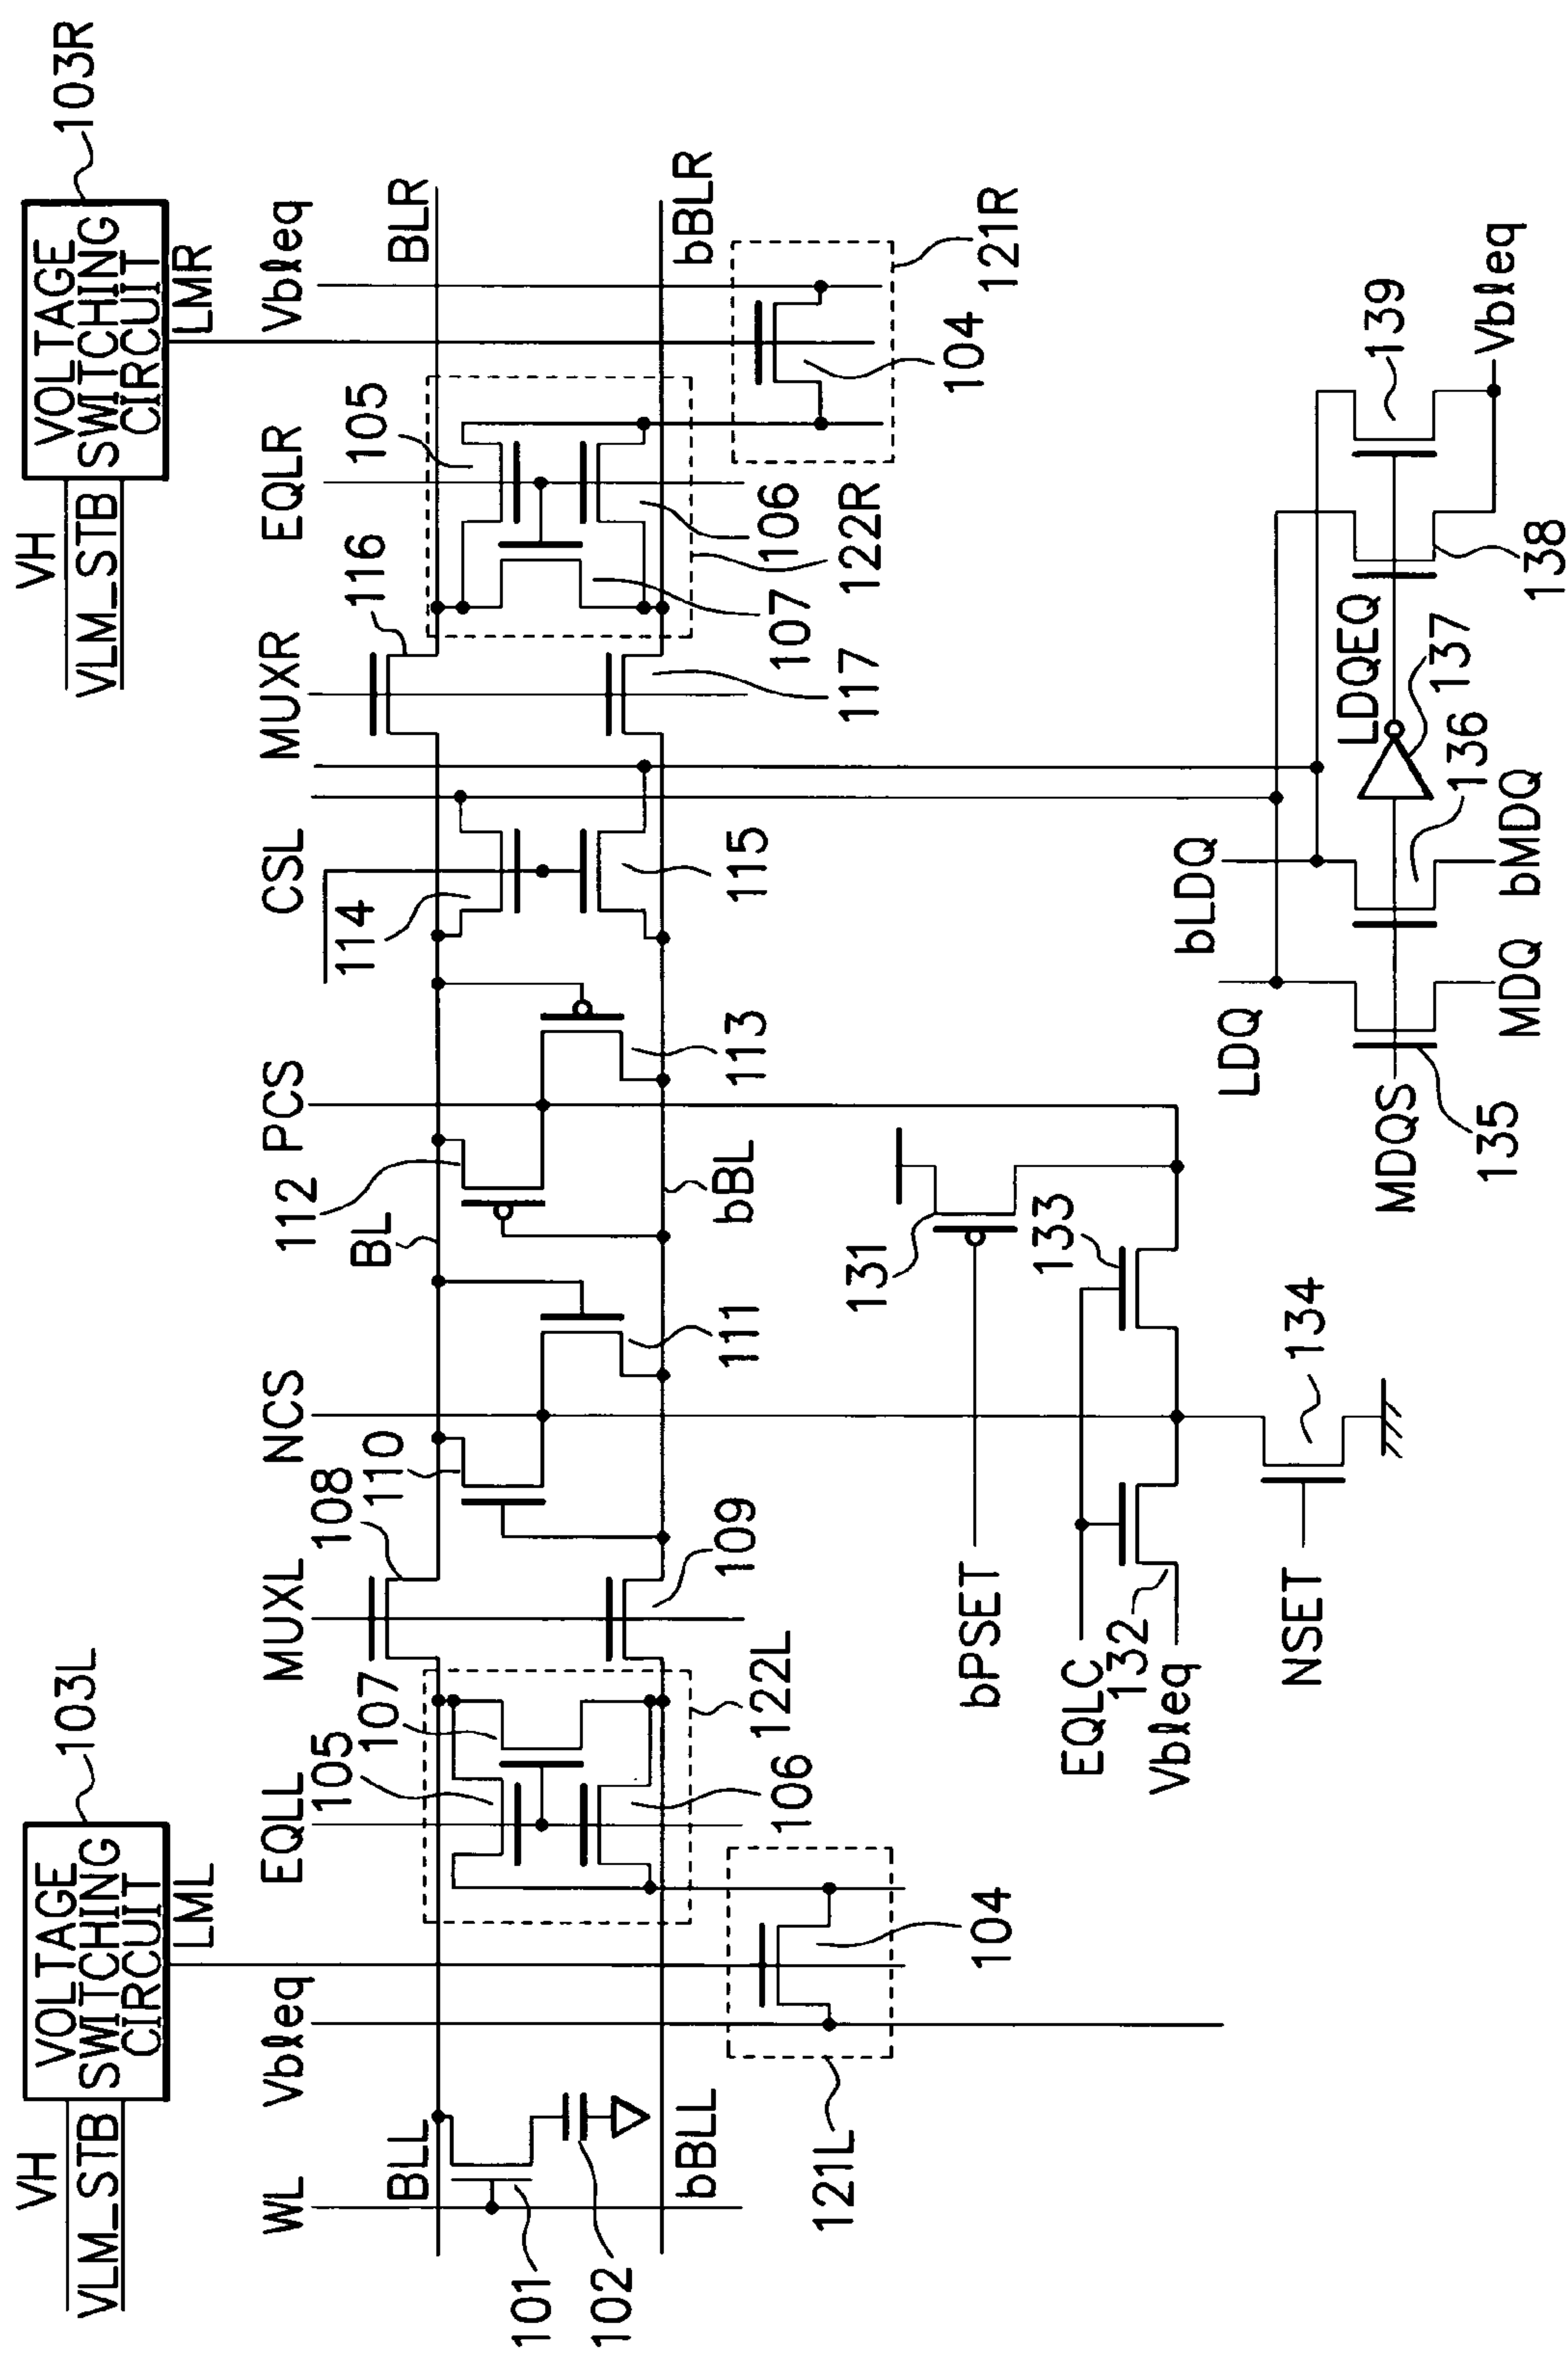 VH
VLM_STB
VOLTAGE
SWITCHING
CIRCUIT
103L
LML
VH
VLM_STB
VOLTAGE
SWITCHING
CIRCUIT
103R
LMR
WL
Vbleq
EQLL
MUXL
NCS
PCS
CSL
MUXR
EQLR
Vbleq
105
107
108
110
112
BL
114
116
105
BLL
BLR
101
102
bBLL
121L
104
106
122L
109
111
bBL
113
115
117
107
106
122R
bBLR
104
121R
bPSET
131
EQLC
132
133
Vbleq
NSET
134
LDQ
bLDQ
MDQS
135
MDQ
136
bMDQ
137
LDQEQ
138
139
Vbleq